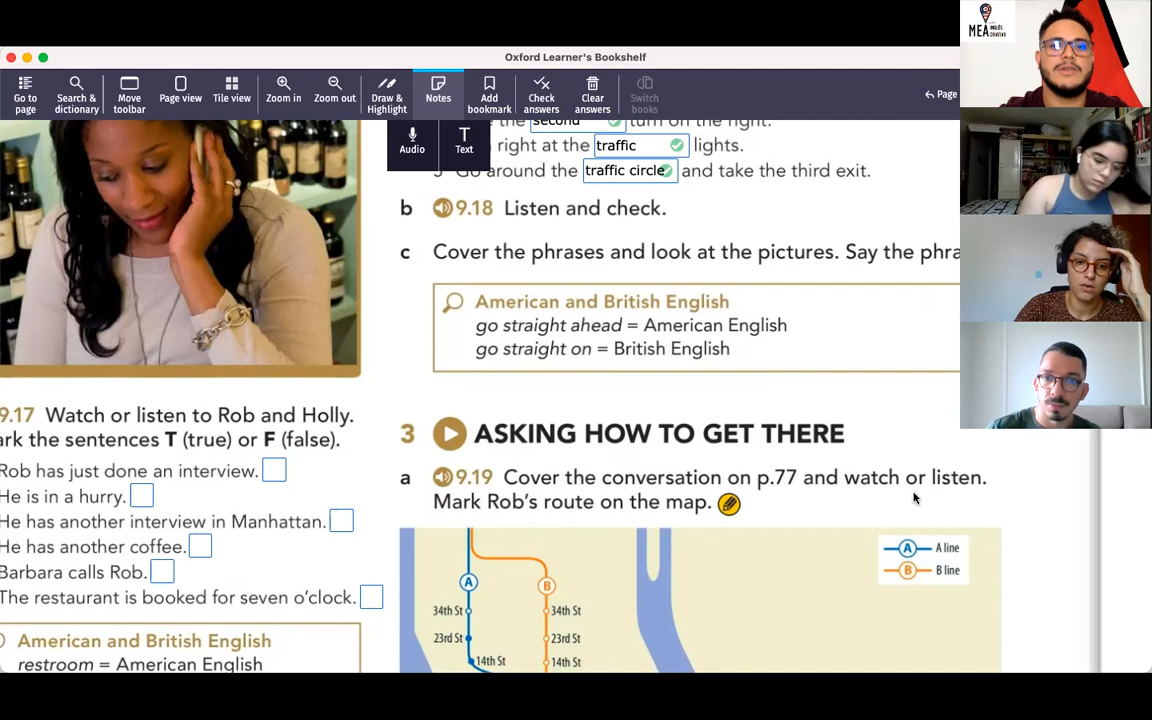 Oxford Learner's Bookshelf
MEA INGLÊS CRIATIVO
Go to page
Search & dictionary
Move toolbar
Page view
Tile view
Zoom in
Zoom out
Draw & Highlight
Notes
Add bookmark
Check answers
Clear answers
Switch books
Page
Audio
Text
the second turn on the right.
right at the traffic lights.
Go around the traffic circle and take the third exit.
b 9.18 Listen and check.
c Cover the phrases and look at the pictures. Say the phra
American and British English
go straight ahead = American English
go straight on = British English
9.17 Watch or listen to Rob and Holly.
ark the sentences T (true) or F (false).
Rob has just done an interview.
He is in a hurry.
He has another interview in Manhattan.
He has another coffee.
Barbara calls Rob.
The restaurant is booked for seven o'clock.
American and British English
restroom = American English
3 ASKING HOW TO GET THERE
a 9.19 Cover the conversation on p.77 and watch or listen.
Mark Rob's route on the map.
A A line
B B line
A
B
34th St
34th St
23rd St
23rd St
14th St
14th St